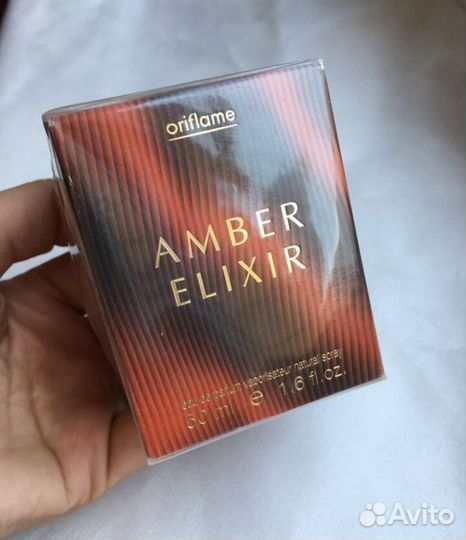 oriflame
AMBER
ELIXIR
eau de parfum vaporisateur natural spray
50 ml e 1.6 fl.oz.
Avito